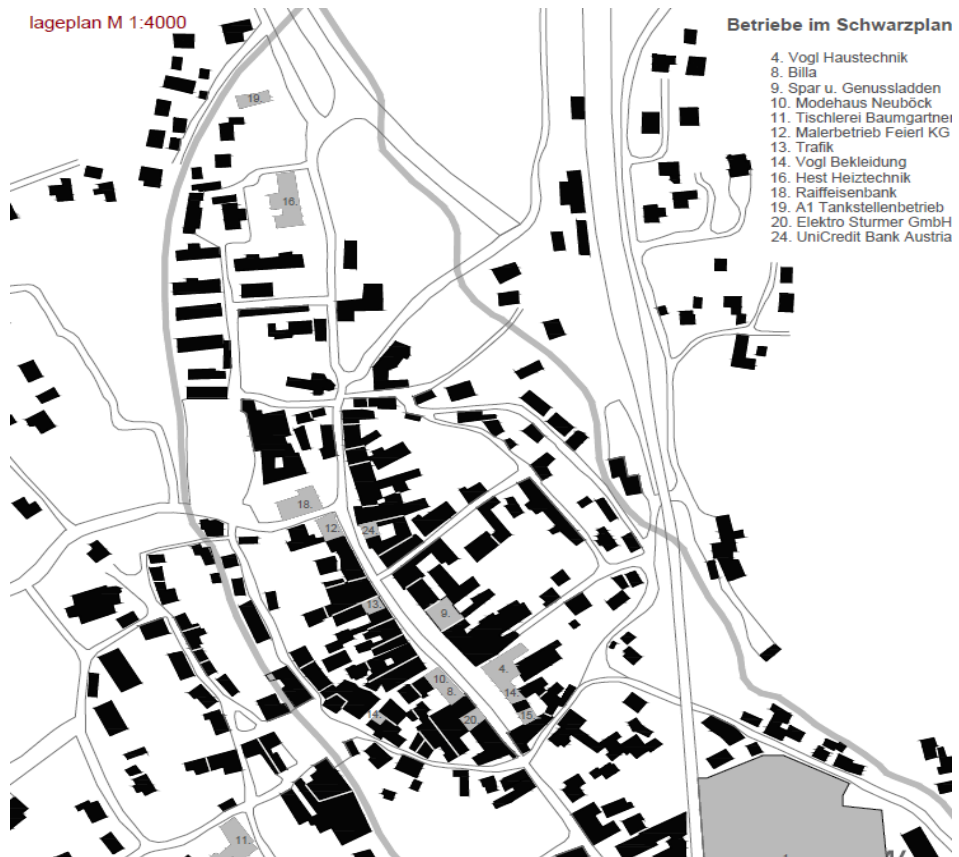 lageplan M 1:4000
Betriebe im Schwarzplan
4. Vogl Haustechnik
8. Billa
9. Spar u. Genussladden
10. Modehaus Neuböck
11. Tischlerei Baumgartner
12. Malerbetrieb Feierl KG
13. Trafik
14. Vogl Bekleidung
16. Hest Heiztechnik
18. Raiffeisenbank
19. A1 Tankstellenbetrieb
20. Elektro Sturmer GmbH
24. UniCredit Bank Austria
19.
16.
18.
12.
24.
13.
9.
4.
10.
8.
14.
14.
15.
20.
11.